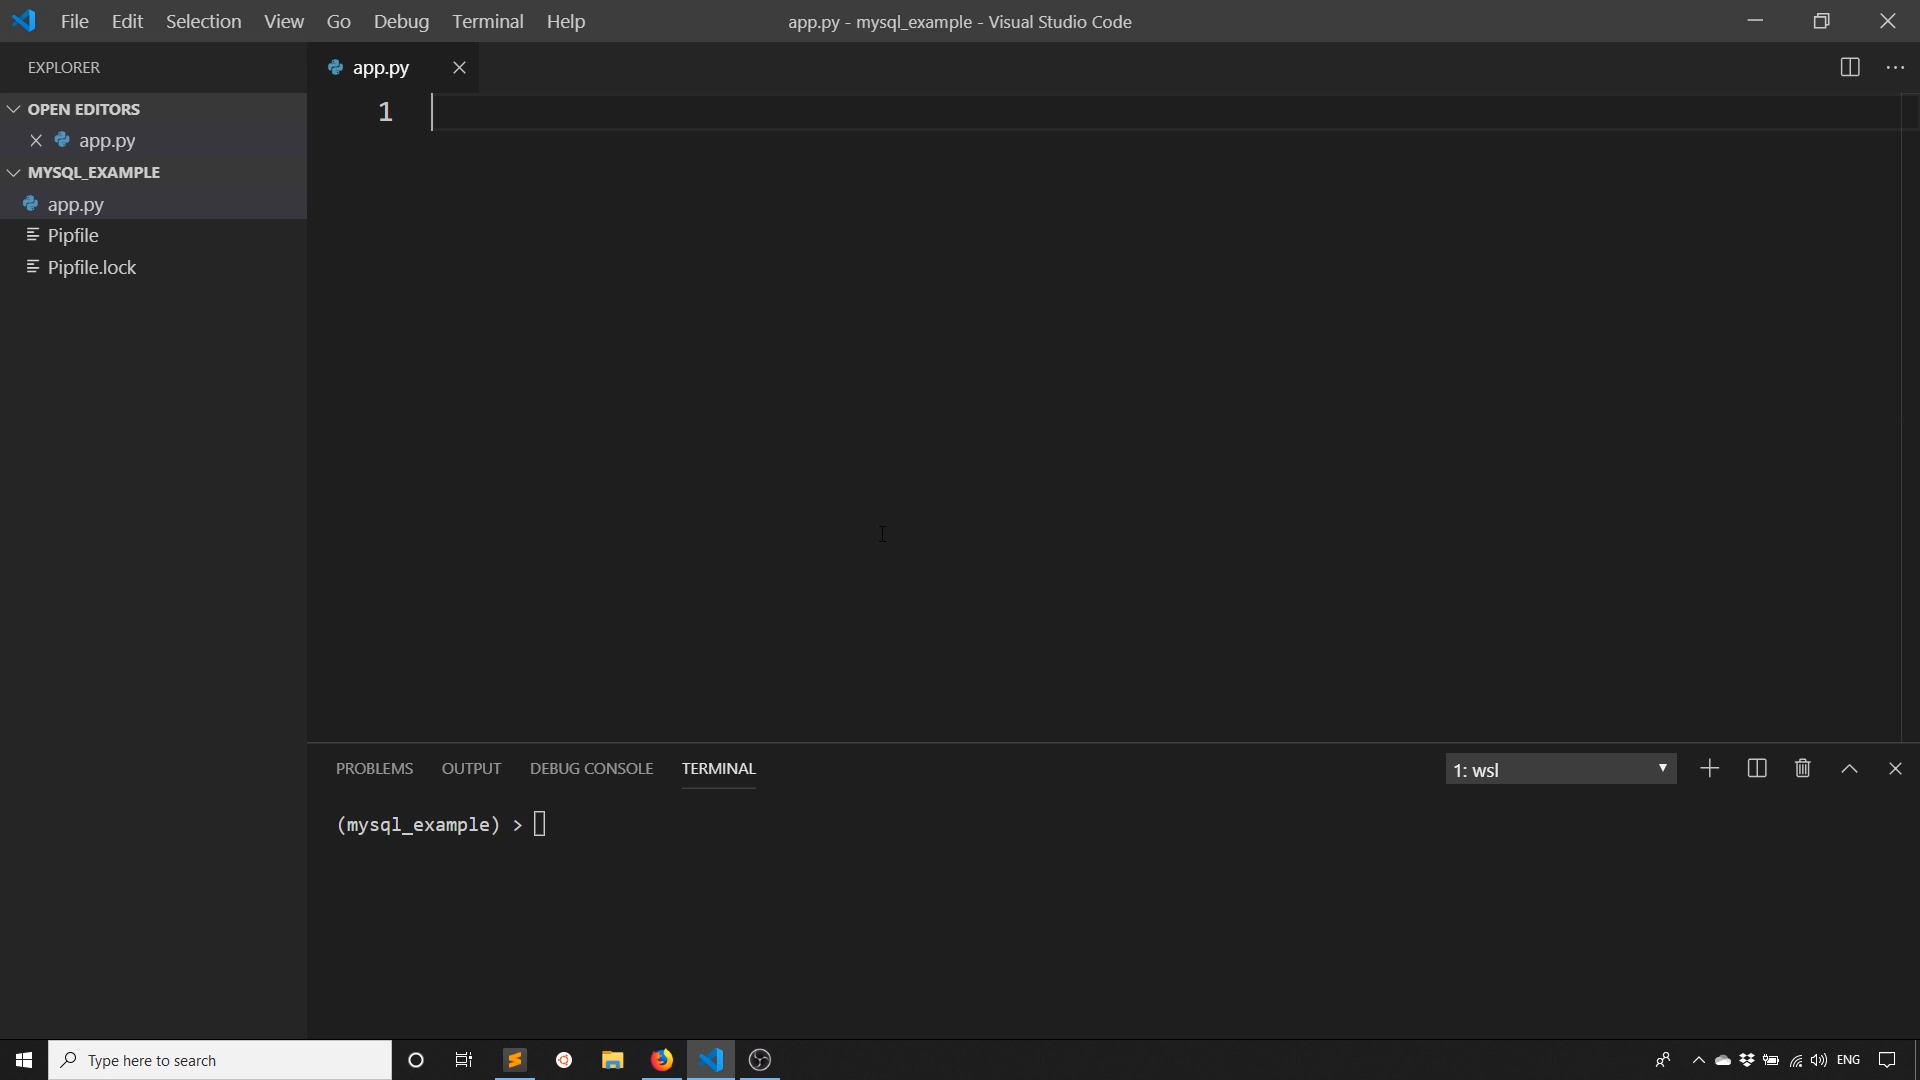 File Edit Selection View Go Debug Terminal Help
app.py - mysql_example - Visual Studio Code
EXPLORER
OPEN EDITORS
app.py
MYSQL_EXAMPLE
app.py
Pipfile
Pipfile.lock
app.py
1
PROBLEMS OUTPUT DEBUG CONSOLE TERMINAL
1: wsl
(mysql_example) >
Type here to search
ENG